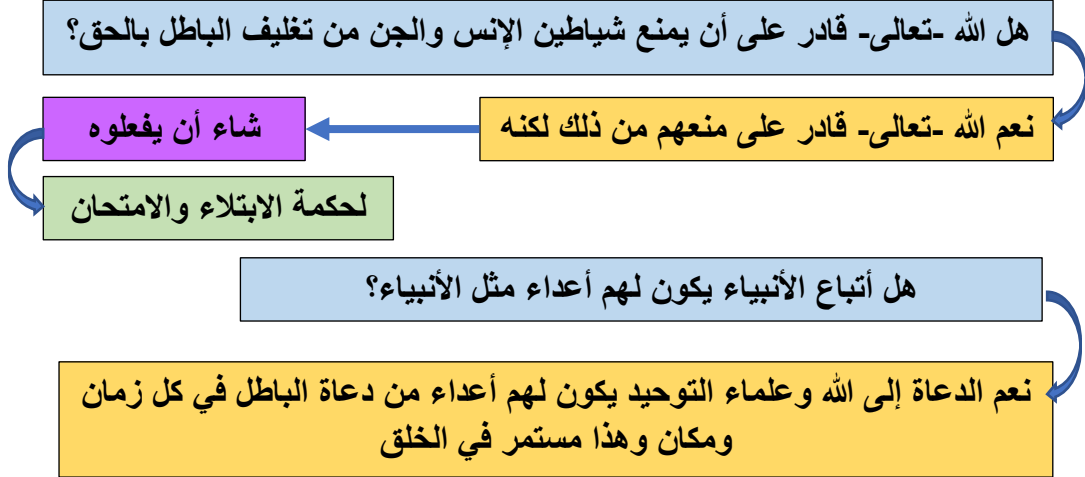 هل الله -تعالى- قادر على أن يمنع شياطين الإنس والجن من تغليف الباطل بالحق؟
نعم الله -تعالى- قادر على منعهم من ذلك لكنه
شاء أن يفعلوه
لحكمة الابتلاء والامتحان
هل أتباع الأنبياء يكون لهم أعداء مثل الأنبياء؟
نعم الدعاة إلى الله وعلماء التوحيد يكون لهم أعداء من دعاة الباطل في كل زمان
ومكان وهذا مستمر في الخلق